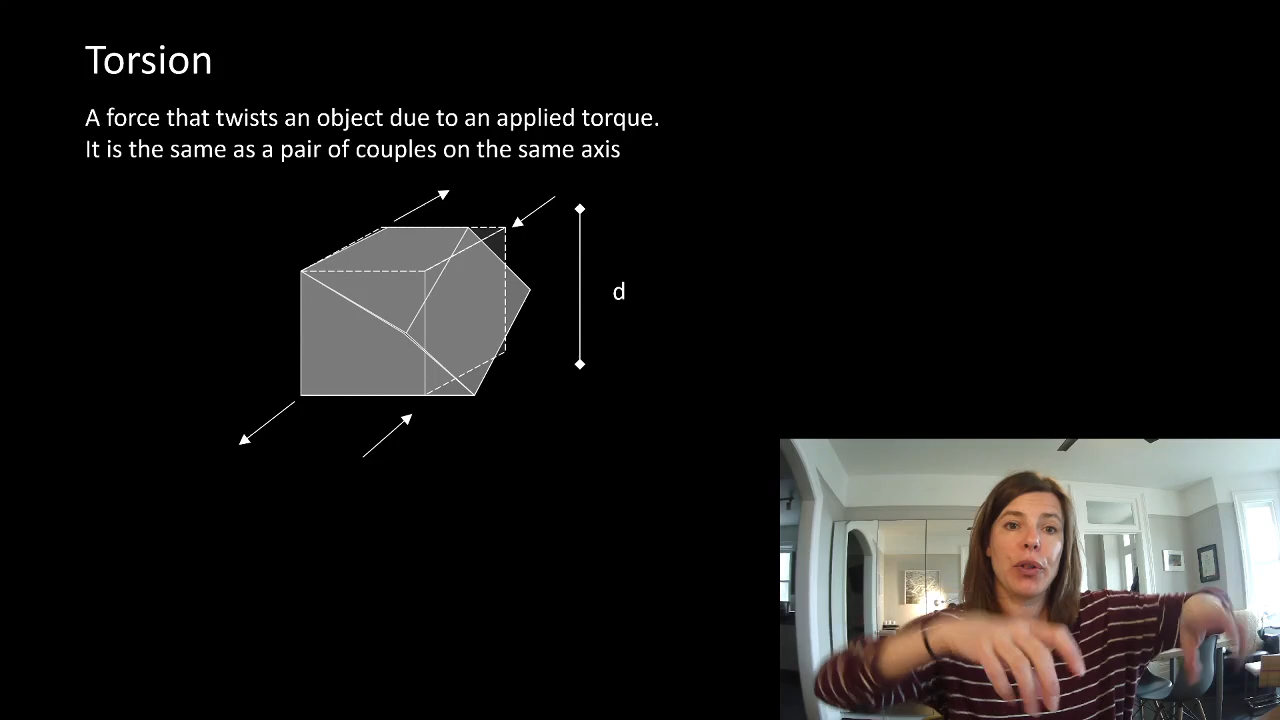 Torsion
A force that twists an object due to an applied torque.
It is the same as a pair of couples on the same axis
d